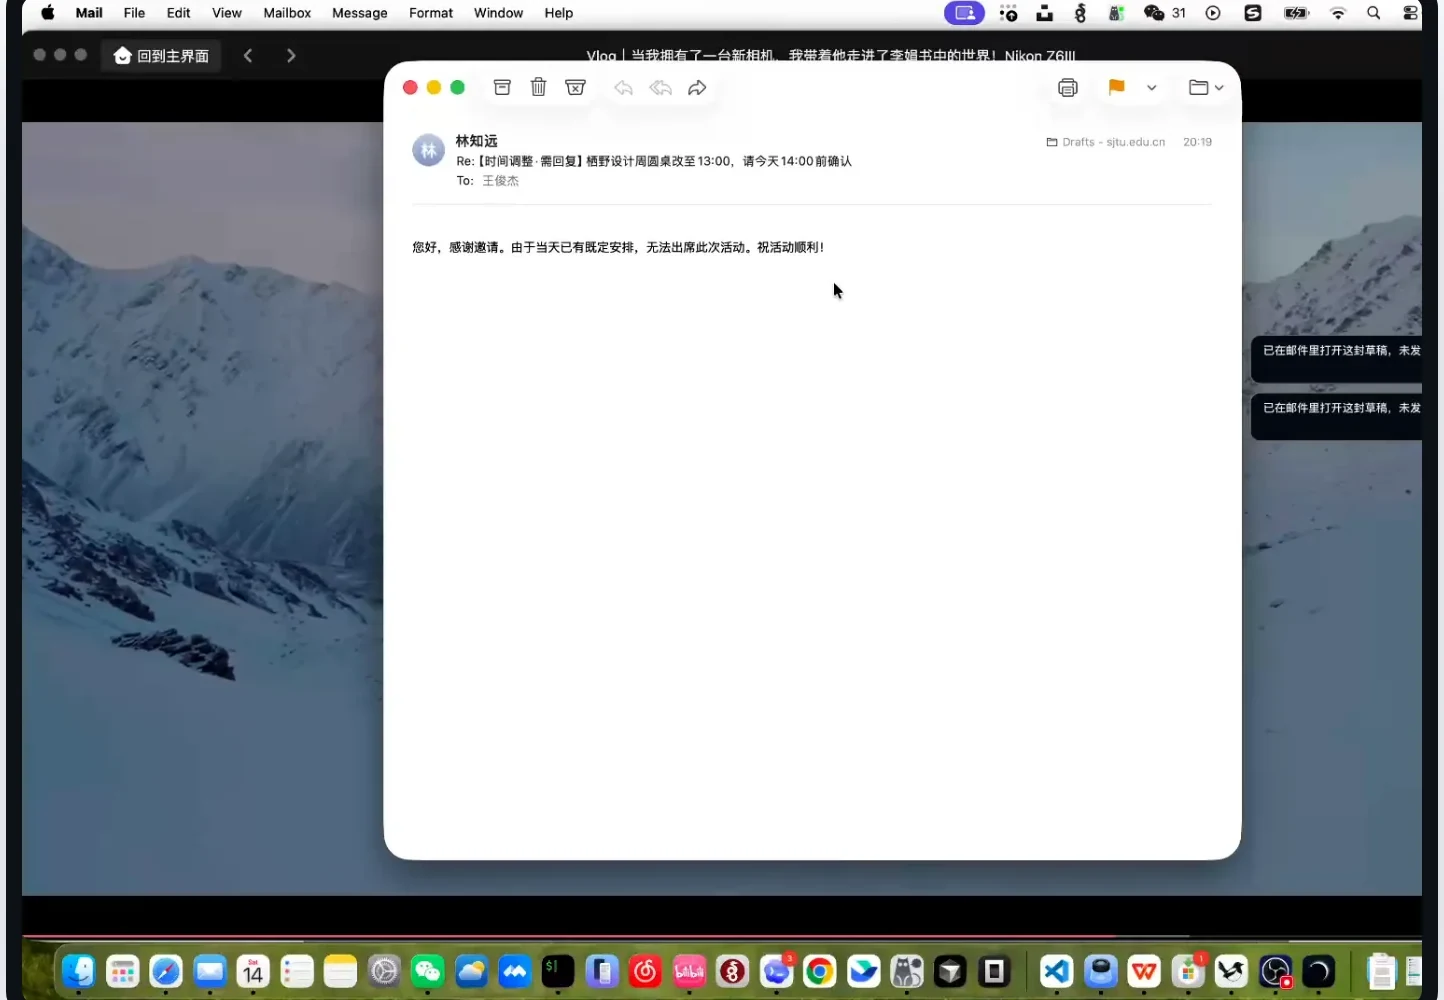 Mail File Edit View Mailbox Message Format Window Help 31
回到主界面
Vlog｜当我拥有了一台新相机，我带着他走进了李娟书中的世界！Nikon Z6III
林
林知远
Drafts - sjtu.edu.cn 20:19
Re:【时间调整·需回复】栖野设计周圆桌改至13:00，请今天14:00前确认
To: 王俊杰
您好，感谢邀请。由于当天已有既定安排，无法出席此次活动。祝活动顺利！
已在邮件里打开这封草稿，未发
已在邮件里打开这封草稿，未发
Sat
14
$
bilibili
3
1